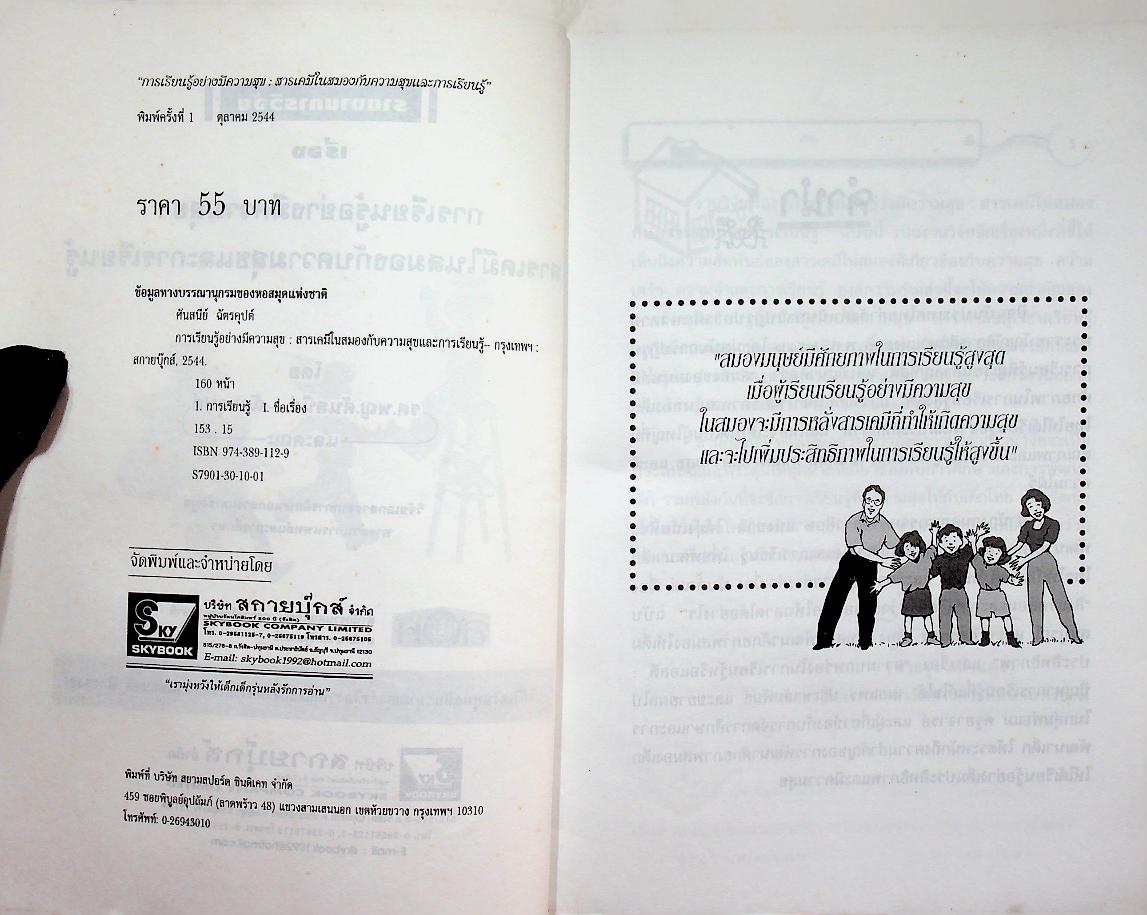 "การเรียนรู้อย่างมีความสุข : สารเคมีในสมองกับความสุขและการเรียนรู้"
พิมพ์ครั้งที่ 1 ตุลาคม 2544
ราคา 55 บาท
ข้อมูลทางบรรณานุกรมของหอสมุดแห่งชาติ
ศันสนีย์ ฉัตรคุปต์
การเรียนรู้อย่างมีความสุข : สารเคมีในสมองกับความสุขและการเรียนรู้-- กรุงเทพฯ :
สกายบุ๊กส์, 2544.
160 หน้า
1. การเรียนรู้ I. ชื่อเรื่อง
153 . 15
ISBN 974-389-112-9
S7901-30-10-01
จัดพิมพ์และจำหน่ายโดย
SKY
SKYBOOK
บริษัท สกายบุ๊กส์ จำกัด
SKYBOOK COMPANY LIMITED
E-mail: skybook1992@hotmail.com
"เรามุ่งหวังให้เด็กเด็กรุ่นหลังรักการอ่าน"
พิมพ์ที่ บริษัท สยามสปอร์ต ซินดิเคท จำกัด
459 ซอยพิบูลย์อุปถัมภ์ (ลาดพร้าว 48) แขวงสามเสนนอก เขตห้วยขวาง กรุงเทพฯ 10310
โทรศัพท์: 0-26943010
"สมองมนุษย์มีศักยภาพในการเรียนรู้สูงสุด
เมื่อผู้เรียนเรียนรู้อย่างมีความสุข
ในสมองจะมีการหลั่งสารเคมีที่ทำให้เกิดความสุข
และจะไปเพิ่มประสิทธิภาพในการเรียนรู้ให้สูงขึ้น"